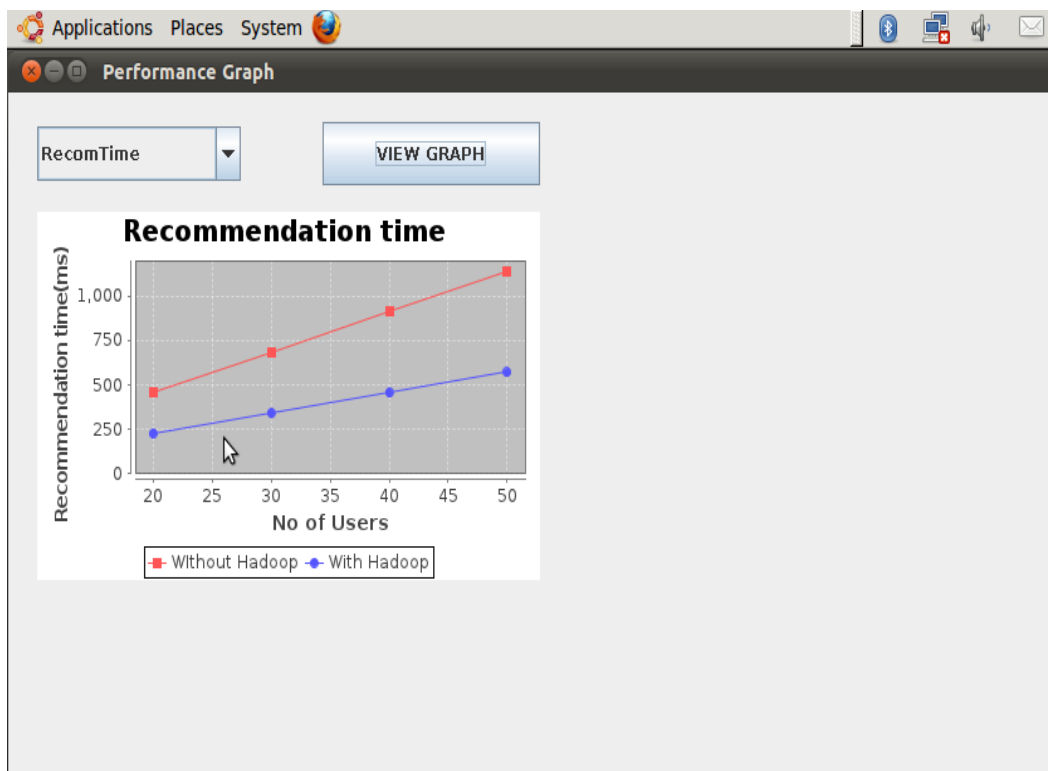 Applications Places System
Performance Graph
RecomTime
VIEW GRAPH
Recommendation time
Recommendation time(ms)
1,000
750
500
250
0
20 25 30 35 40 45 50
No of Users
WIthout Hadoop With Hadoop